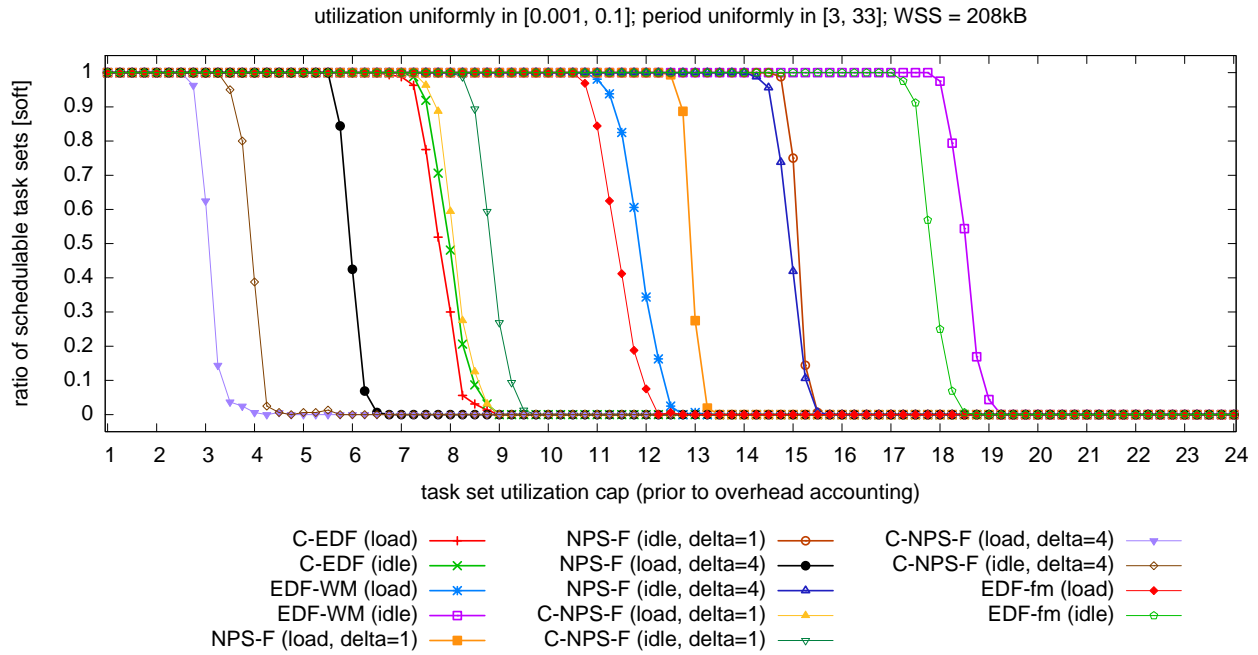 utilization uniformly in [0.001, 0.1]; period uniformly in [3, 33]; WSS = 208kB
ratio of schedulable task sets [soft]
1
0.9
0.8
0.7
0.6
0.5
0.4
0.3
0.2
0.1
0
1 2 3 4 5 6 7 8 9 10 11 12 13 14 15 16 17 18 19 20 21 22 23 24
task set utilization cap (prior to overhead accounting)
C-EDF (load)
C-EDF (idle)
EDF-WM (load)
EDF-WM (idle)
NPS-F (load, delta=1)
NPS-F (idle, delta=1)
NPS-F (load, delta=4)
NPS-F (idle, delta=4)
C-NPS-F (load, delta=1)
C-NPS-F (idle, delta=1)
C-NPS-F (load, delta=4)
C-NPS-F (idle, delta=4)
EDF-fm (load)
EDF-fm (idle)